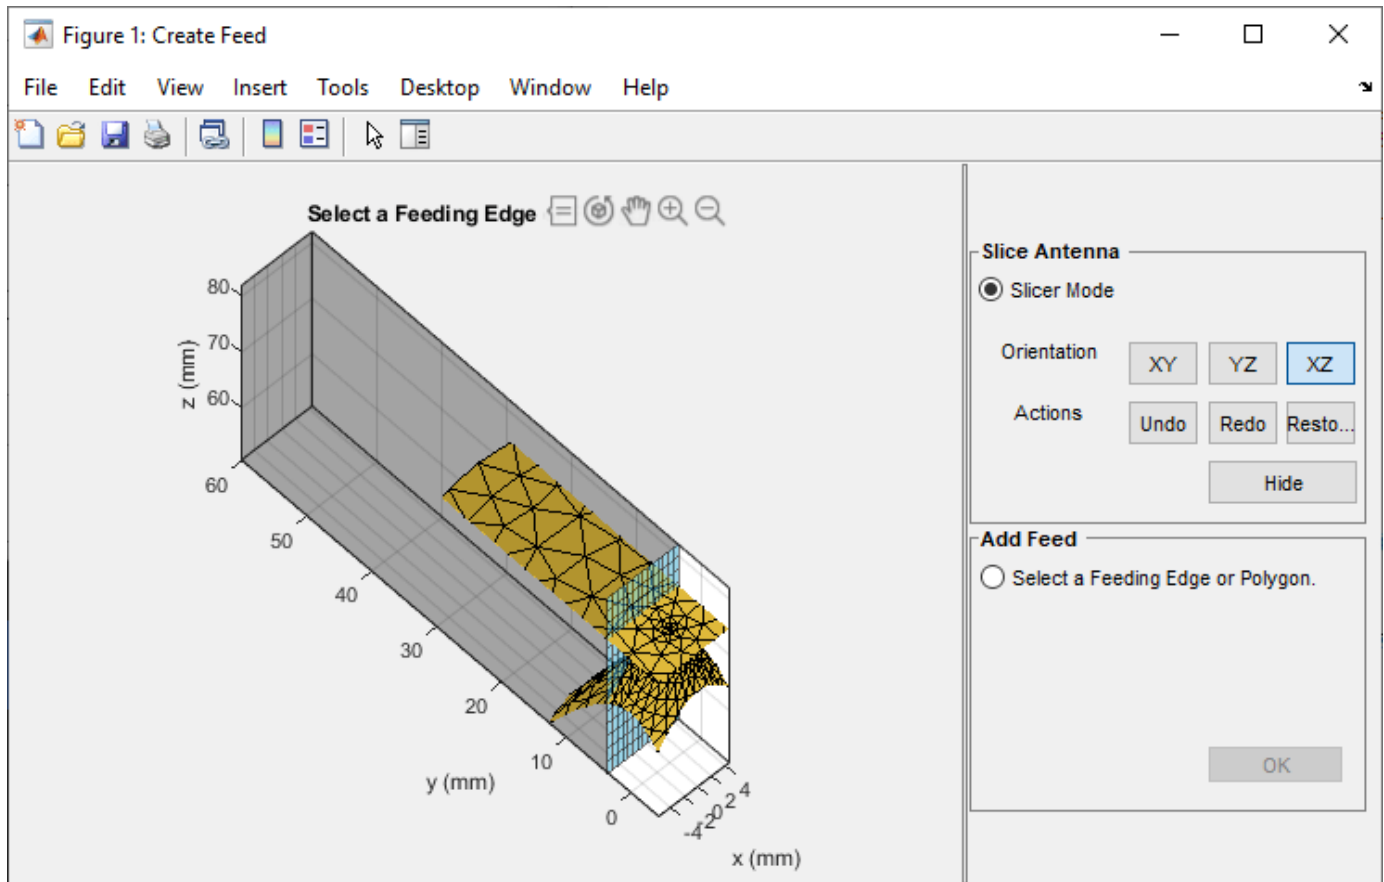 Figure 1: Create Feed
File Edit View Insert Tools Desktop Window Help
Select a Feeding Edge
80
70
60
z (mm)
60
50
40
30
20
10
0
y (mm)
-4
-2
0
2
4
x (mm)
Slice Antenna
Slicer Mode
Orientation XY YZ XZ
Actions Undo Redo Resto...
Hide
Add Feed
Select a Feeding Edge or Polygon.
OK